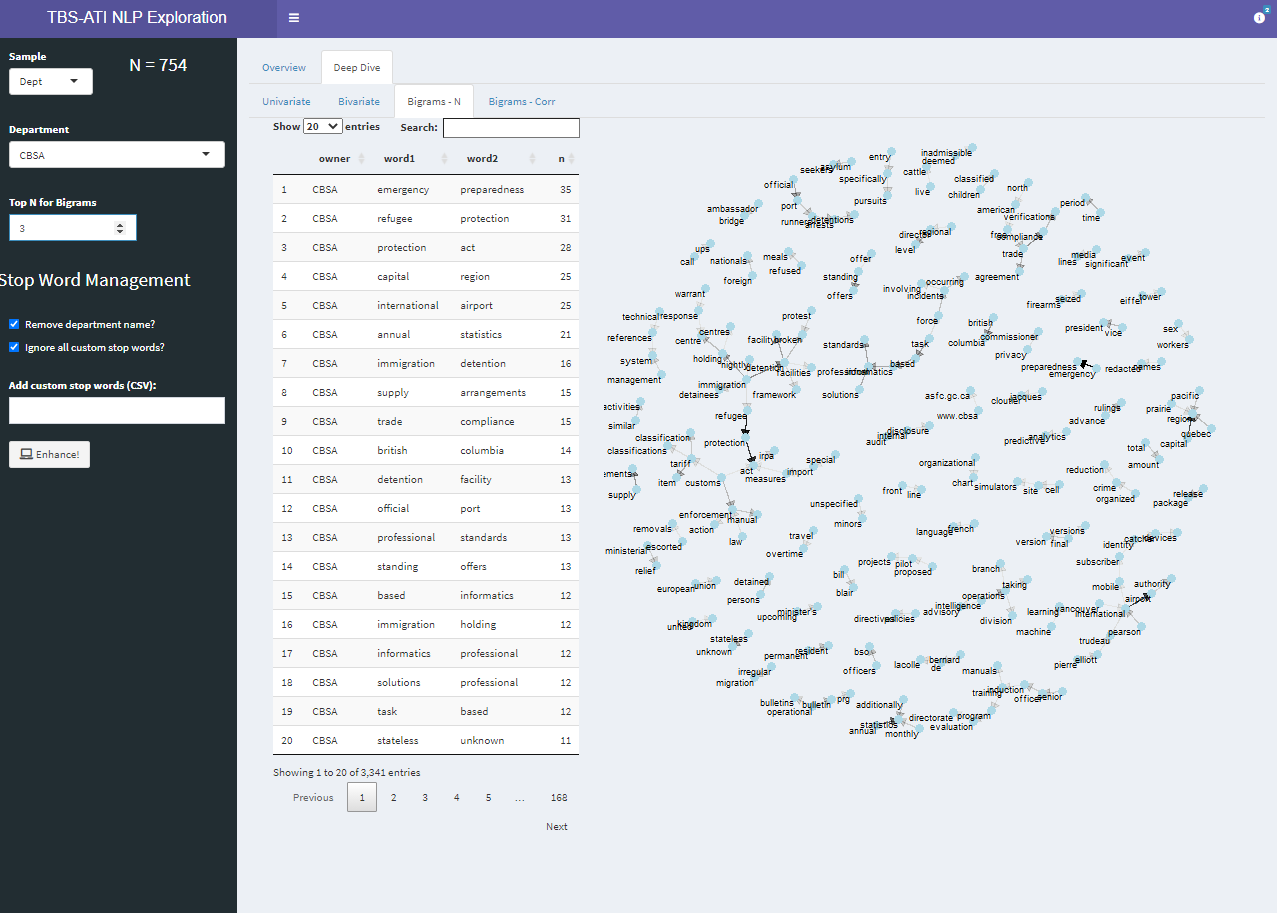 TBS-ATI NLP Exploration
2
Sample
N = 754
Dept
Department
CBSA
Top N for Bigrams
3
Stop Word Management
Remove department name?
Ignore all custom stop words?
Add custom stop words (CSV):
Enhance!
Overview Deep Dive
Univariate Bivariate Bigrams - N Bigrams - Corr
Show 20 entries Search:
owner word1 word2 n
1 CBSA emergency preparedness 35
2 CBSA refugee protection 31
3 CBSA protection act 28
4 CBSA capital region 25
5 CBSA international airport 25
6 CBSA annual statistics 21
7 CBSA immigration detention 16
8 CBSA supply arrangements 15
9 CBSA trade compliance 15
10 CBSA british columbia 14
11 CBSA detention facility 13
12 CBSA official port 13
13 CBSA professional standards 13
14 CBSA standing offers 13
15 CBSA based informatics 12
16 CBSA immigration holding 12
17 CBSA informatics professional 12
18 CBSA solutions professional 12
19 CBSA task based 12
20 CBSA stateless unknown 11
Showing 1 to 20 of 3,341 entries
Previous 1 2 3 4 5 ... 168
Next
entry
inadmissible
deemed
asylum
seekers
cattle
specifically
classified
official
live
children
north
pursuits
port
period
ambassador
american
time
bridge
runners
detentions
arrests
verifications
director
regional
free
compliance
ups
level
trade
media
event
call
nationals
meals
offer
lines
significant
refused
foreign
standing
agreement
occurring
involving
incidents
warrant
offers
seized
eiffel
tower
firearms
technical
response
protest
force
british
president
vice
sex
references
centres
centre
facility
broken
standards
task
columbia
commissioner
workers
privacy
system
holding
nightly
detention
facilities
professional
informatics
based
preparedness
emergency
redacted
names
management
immigration
detainees
framework
solutions
asfc.gc.ca
cloutier
jacques
pacific
activities
refugee
www.cbsa
rulings
prairie
region
similar
advance
quebec
classification
protection
disclosure
internal
audit
analytics
predictive
capital
classifications
irpa
total
tariff
act
special
organizational
amount
ements
item
customs
measures
import
reduction
chart
simulators
site
cell
crime
organized
release
package
supply
front
line
unspecified
enforcement
manual
minors
removals
action
language
french
versions
law
travel
version
final
catcher
devices
identity
ministerial
escorted
overtime
relief
projects
pilot
proposed
branch
subscriber
european
union
detained
bill
taking
mobile
authority
persons
blair
operations
airport
intelligence
advisory
learning
vancouver
international
upcoming
minister's
directives
policies
division
machine
pearson
united
kingdom
trudeau
stateless
unknown
permanent
resident
bso
officers
lacolle
bernard
de
pierre
elliott
irregular
migration
manuals
training
induction
officer
senior
bulletins
operational
bulletin
prg
additionally
directorate
program
statistics
annual
monthly
evaluation